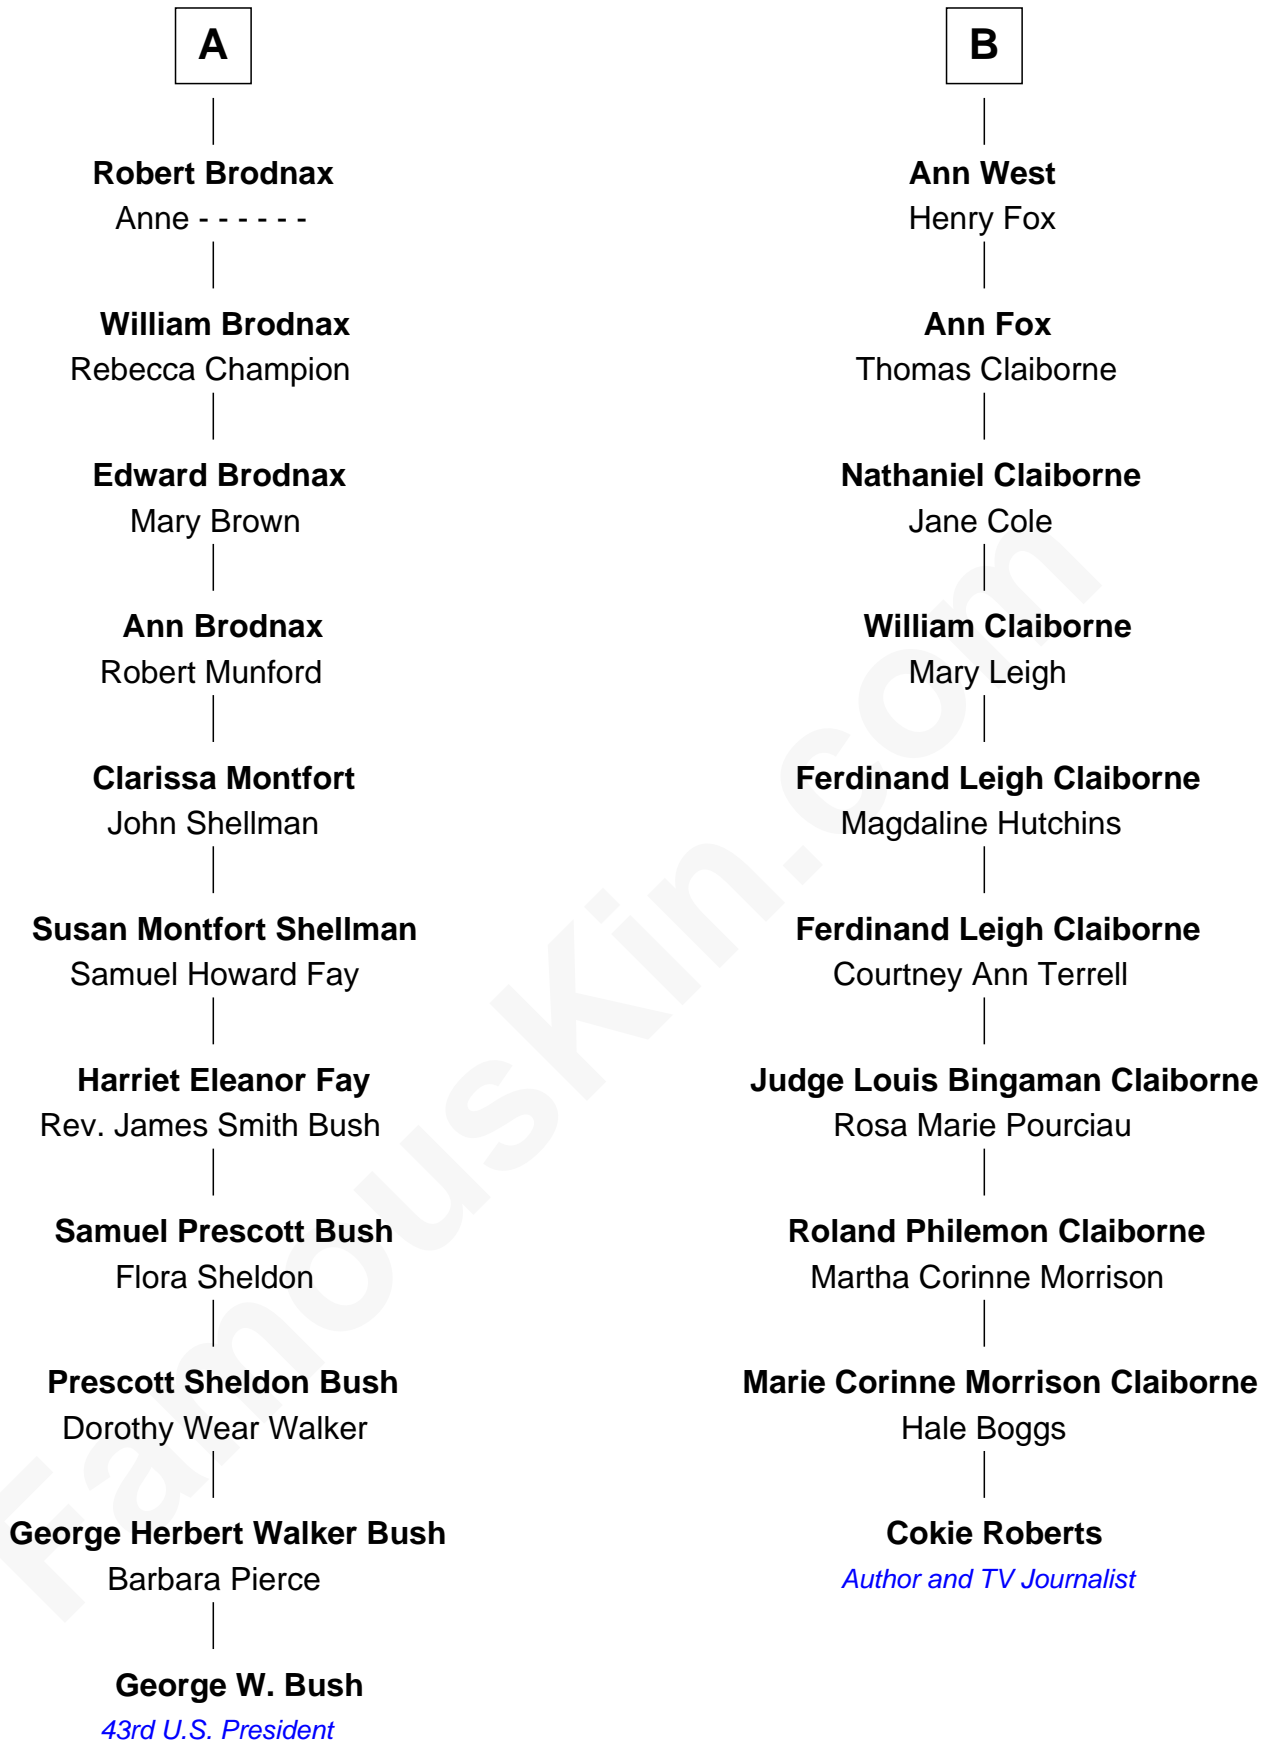 A
Robert Brodnax
Anne - - - - - -
William Brodnax
Rebecca Champion
Edward Brodnax
Mary Brown
Ann Brodnax
Robert Munford
Clarissa Montfort
John Shellman
Susan Montfort Shellman
Samuel Howard Fay
Harriet Eleanor Fay
Rev. James Smith Bush
Samuel Prescott Bush
Flora Sheldon
Prescott Sheldon Bush
Dorothy Wear Walker
George Herbert Walker Bush
Barbara Pierce
George W. Bush
43rd U.S. President
B
Ann West
Henry Fox
Ann Fox
Thomas Claiborne
Nathaniel Claiborne
Jane Cole
William Claiborne
Mary Leigh
Ferdinand Leigh Claiborne
Magdaline Hutchins
Ferdinand Leigh Claiborne
Courtney Ann Terrell
Judge Louis Bingaman Claiborne
Rosa Marie Pourciau
Roland Philemon Claiborne
Martha Corinne Morrison
Marie Corinne Morrison Claiborne
Hale Boggs
Cokie Roberts
Author and TV Journalist
FamousKin.com